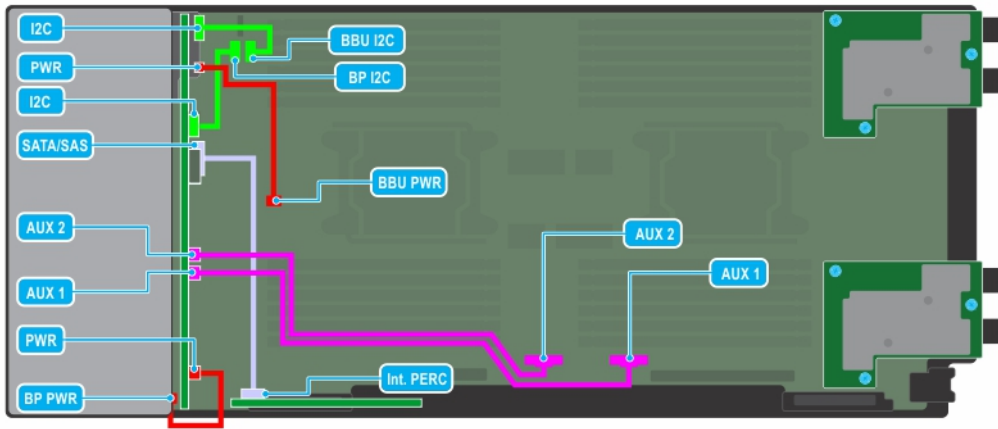 I2C
BBU I2C
PWR
BP I2C
I2C
SATA/SAS
BBU PWR
AUX 2
AUX 2
AUX 1
AUX 1
PWR
Int. PERC
BP PWR